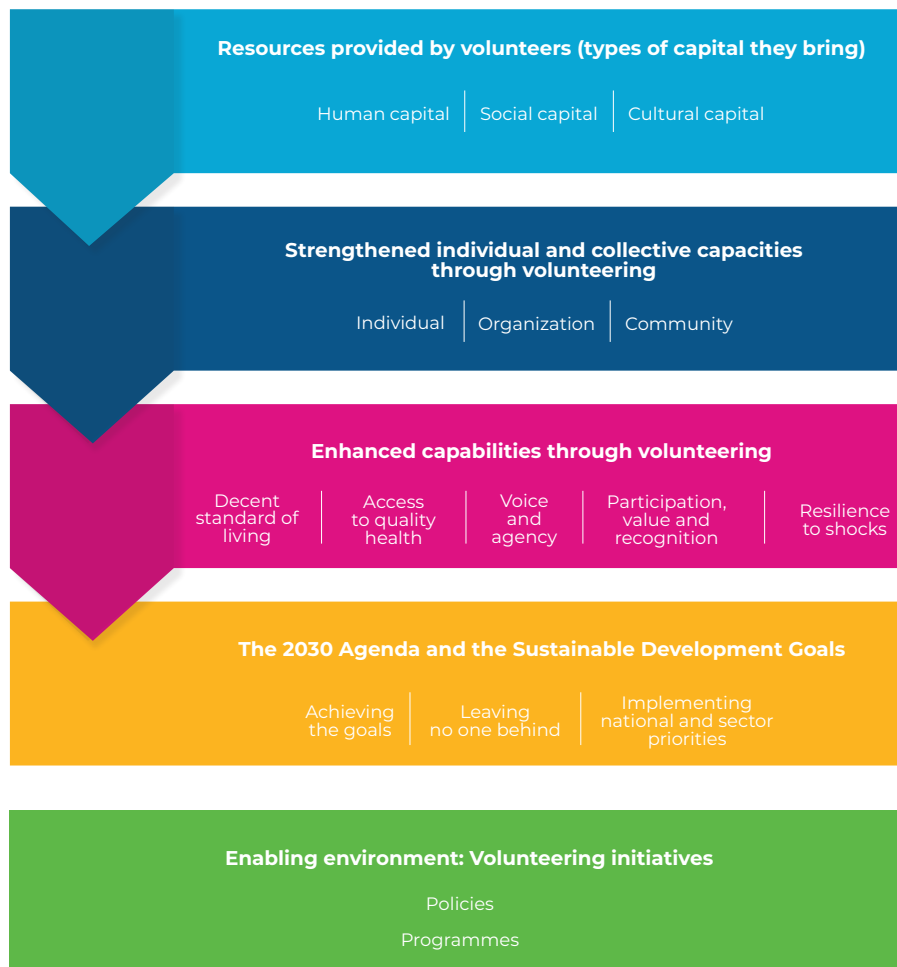 Resources provided by volunteers (types of capital they bring)
Human capital
Social capital
Cultural capital
Strengthened individual and collective capacities
through volunteering
Individual
Organization
Community
Enhanced capabilities through volunteering
Decent
standard of
living
Access
to quality
health
Voice
and
agency
Participation,
value and
recognition
Resilience
to shocks
The 2030 Agenda and the Sustainable Development Goals
Achieving
the goals
Leaving
no one behind
Implementing
national and sector
priorities
Enabling environment: Volunteering initiatives
Policies
Programmes